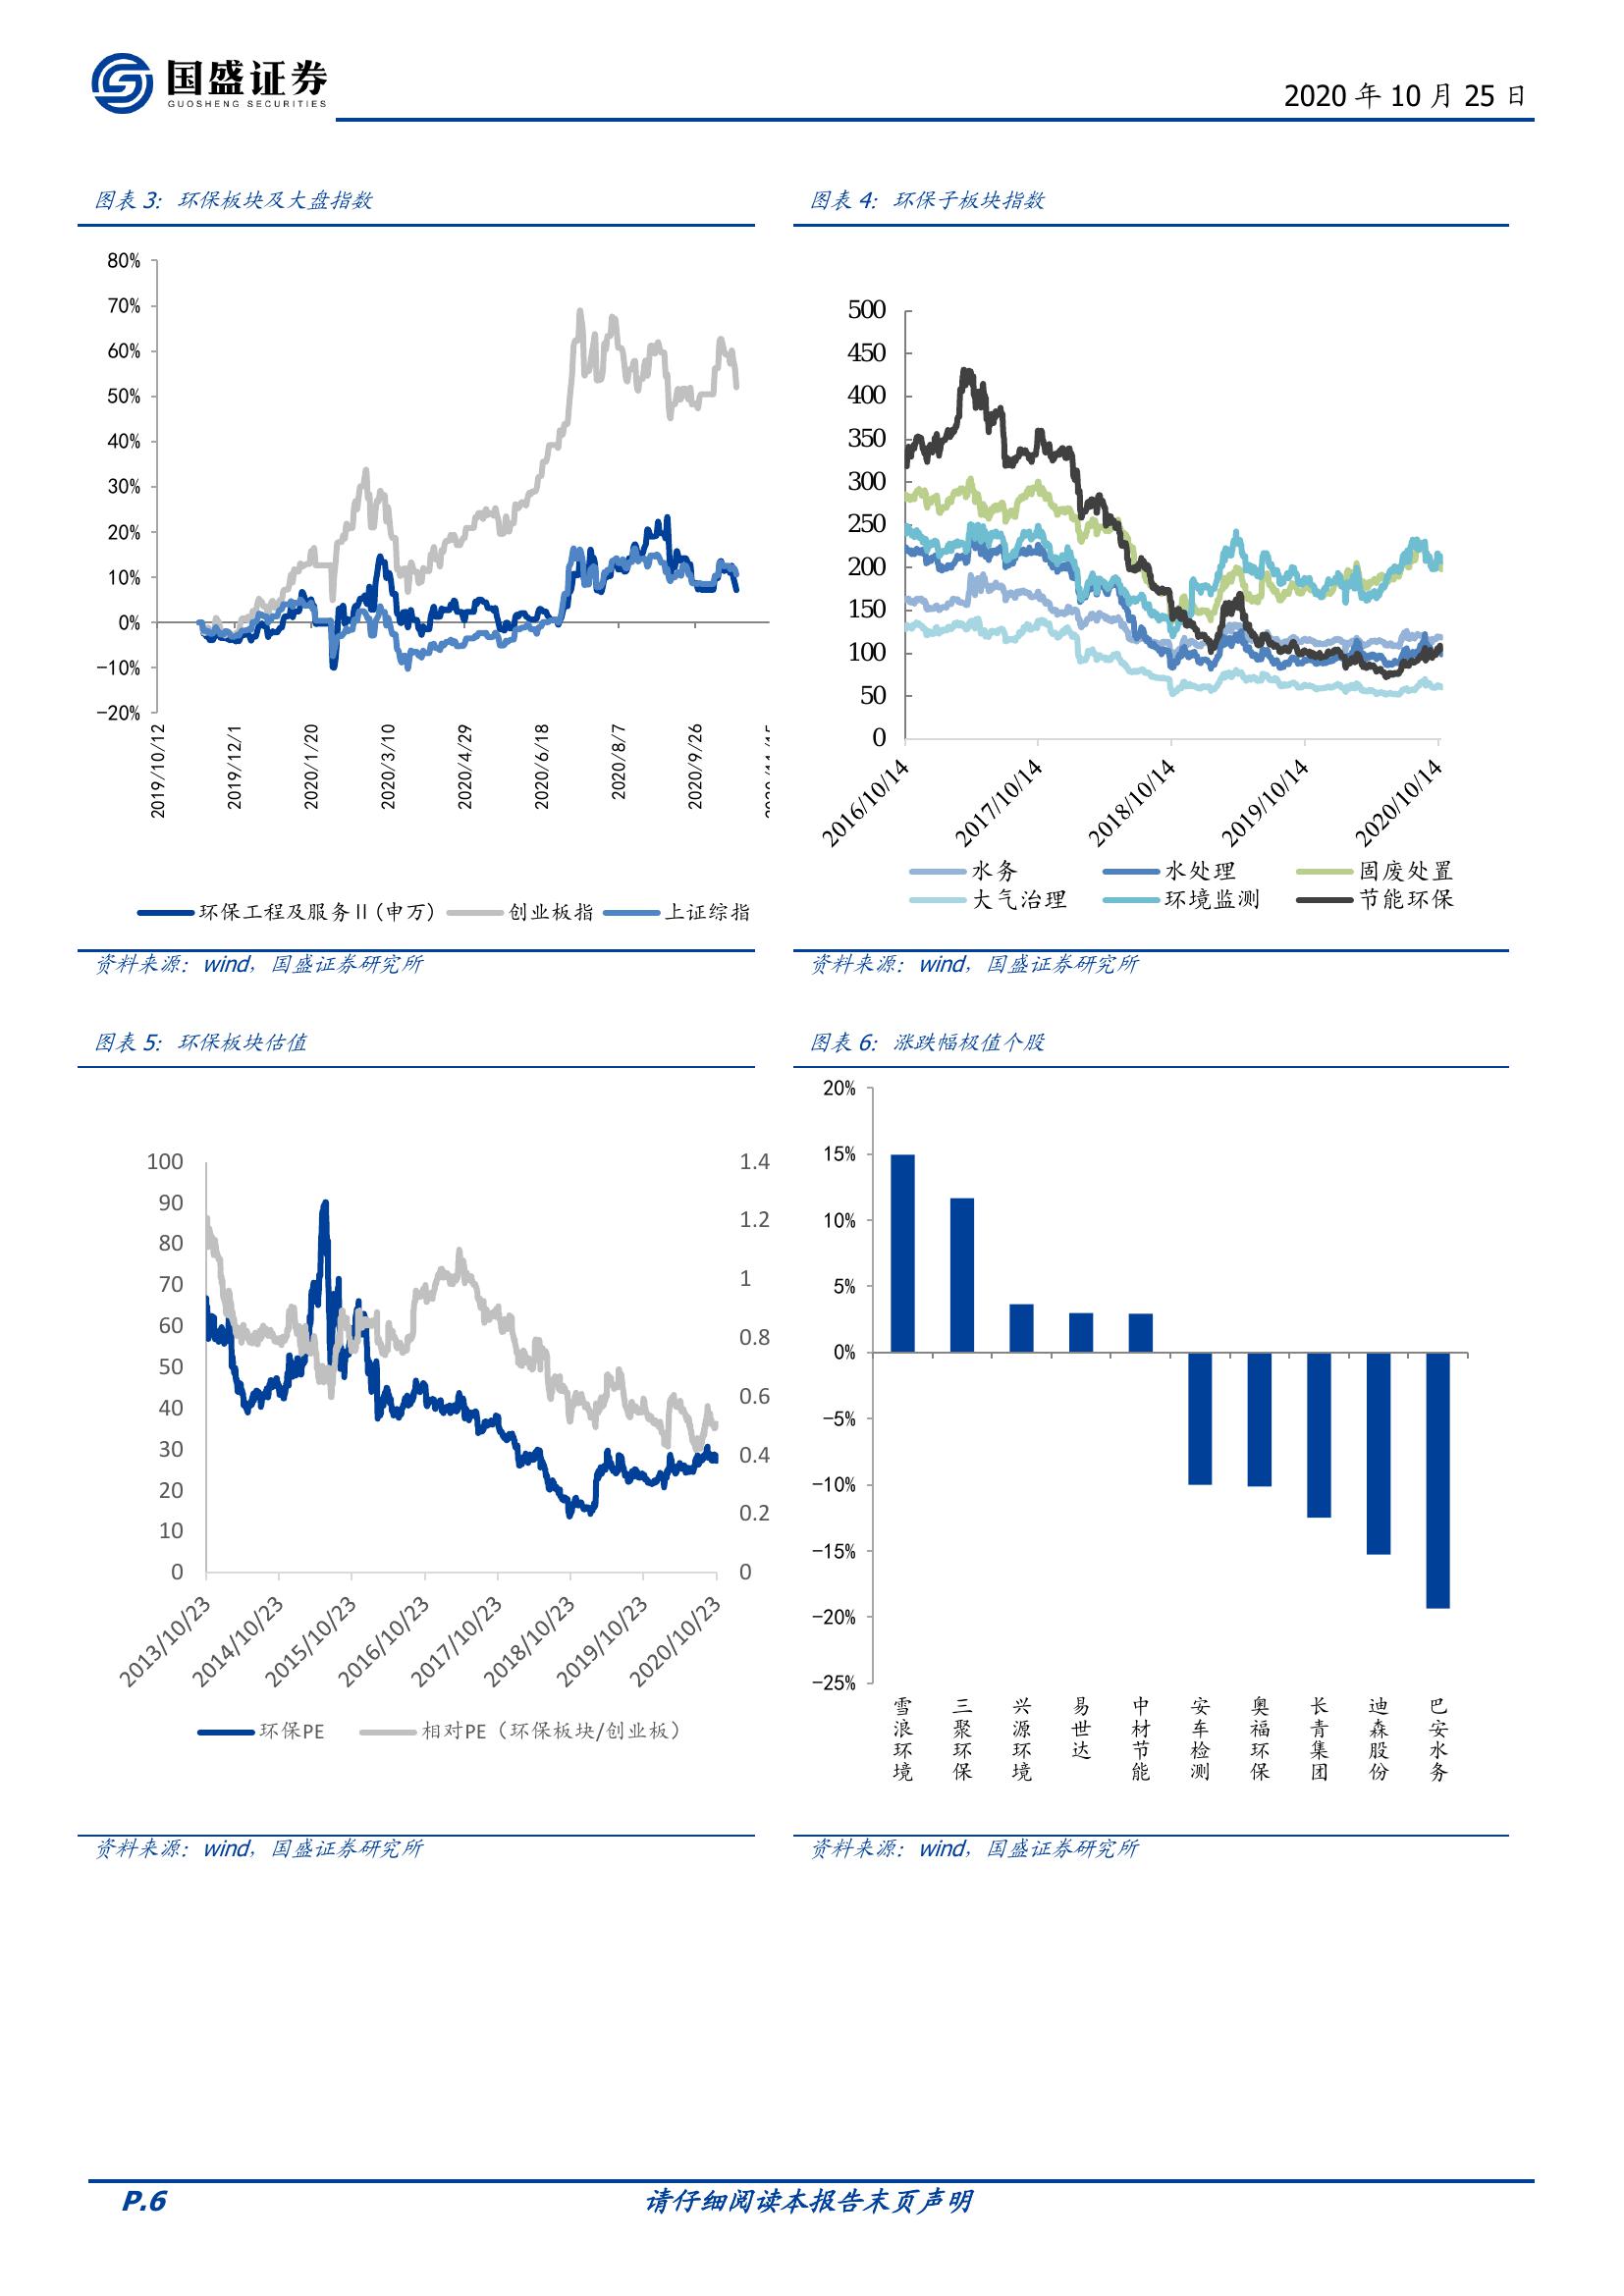 国盛证券
GUOSHENG SECURITIES
2020 年 10 月 25 日
图表 3：环保板块及大盘指数
80%
70%
60%
50%
40%
30%
20%
10%
0%
-10%
-20%
2019/10/12
2019/12/1
2020/1/20
2020/3/10
2020/4/29
2020/6/18
2020/8/7
2020/9/26
环保工程及服务Ⅱ(申万)
创业板指
上证综指
资料来源：wind，国盛证券研究所
图表 4：环保子板块指数
500
450
400
350
300
250
200
150
100
50
0
2016/10/14
2017/10/14
2018/10/14
2019/10/14
2020/10/14
水务
水处理
固废处置
大气治理
环境监测
节能环保
资料来源：wind，国盛证券研究所
图表 5：环保板块估值
100
90
80
70
60
50
40
30
20
10
0
1.4
1.2
1
0.8
0.6
0.4
0.2
0
2013/10/23
2014/10/23
2015/10/23
2016/10/23
2017/10/23
2018/10/23
2019/10/23
2020/10/23
环保PE
相对PE（环保板块/创业板）
资料来源：wind，国盛证券研究所
图表 6：涨跌幅极值个股
20%
15%
10%
5%
0%
-5%
-10%
-15%
-20%
-25%
雪浪环境
三聚环保
兴源环境
易世达
中材节能
安车检测
奥福环保
长青集团
迪森股份
巴安水务
资料来源：wind，国盛证券研究所
P.6
请仔细阅读本报告末页声明